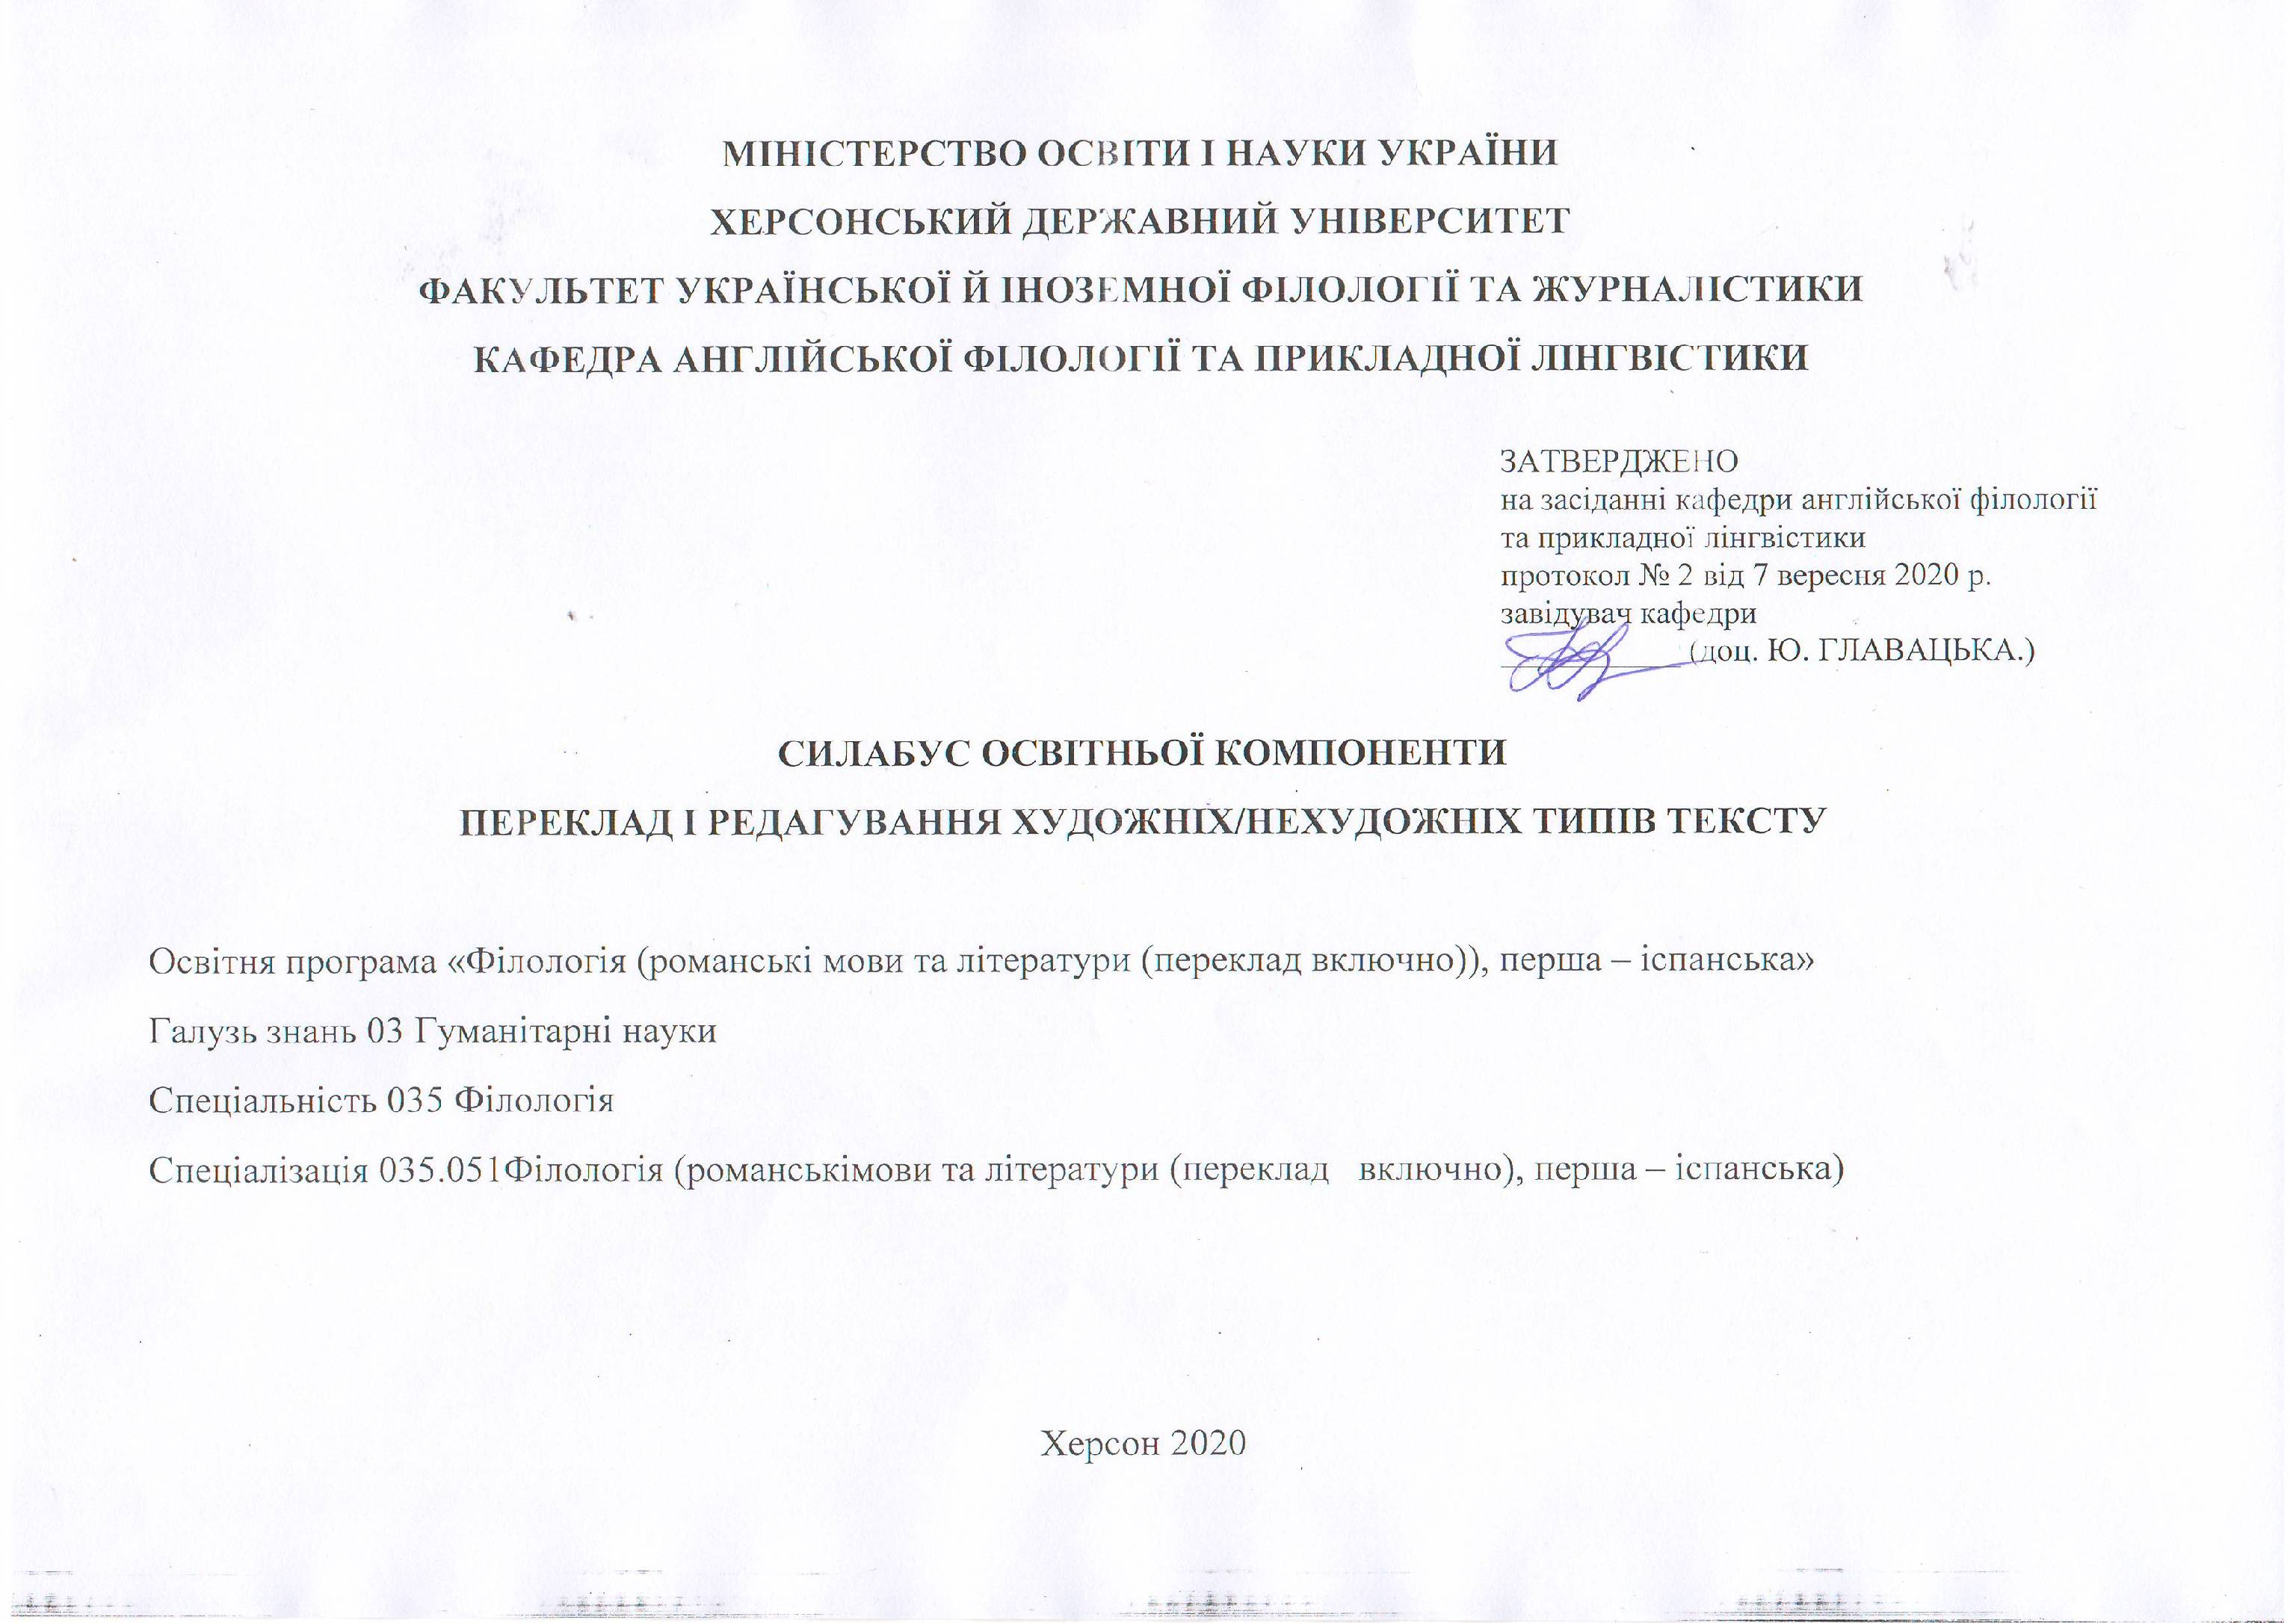 МІНІСТЕРСТВО ОСВІТИ І НАУКИ УКРАЇНИ
ХЕРСОНСЬКИЙ ДЕРЖАВНИЙ УНІВЕРСИТЕТ
ФАКУЛЬТЕТ УКРАЇНСЬКОЇ Й ІНОЗЕМНОЇ ФІЛОЛОГІЇ ТА ЖУРНАЛІСТИКИ
КАФЕДРА АНГЛІЙСЬКОЇ ФІЛОЛОГІЇ ТА ПРИКЛАДНОЇ ЛІНГВІСТИКИ
ЗАТВЕРДЖЕНО
на засіданні кафедри англійської філології
та прикладної лінгвістики
протокол № 2 від 7 вересня 2020 р.
завідувач кафедри
(доц. Ю. ГЛАВАЦЬКА.)
СИЛАБУС ОСВІТНЬОЇ КОМПОНЕНТИ
ПЕРЕКЛАД І РЕДАГУВАННЯ ХУДОЖНІХ/НЕХУДОЖНІХ ТИПІВ ТЕКСТУ
Освітня програма «Філологія (романські мови та літератури (переклад включно)), перша – іспанська»
Галузь знань 03 Гуманітарні науки
Спеціальність 035 Філологія
Спеціалізація 035.051Філологія (романськімови та літератури (переклад включно), перша – іспанська)
Херсон 2020